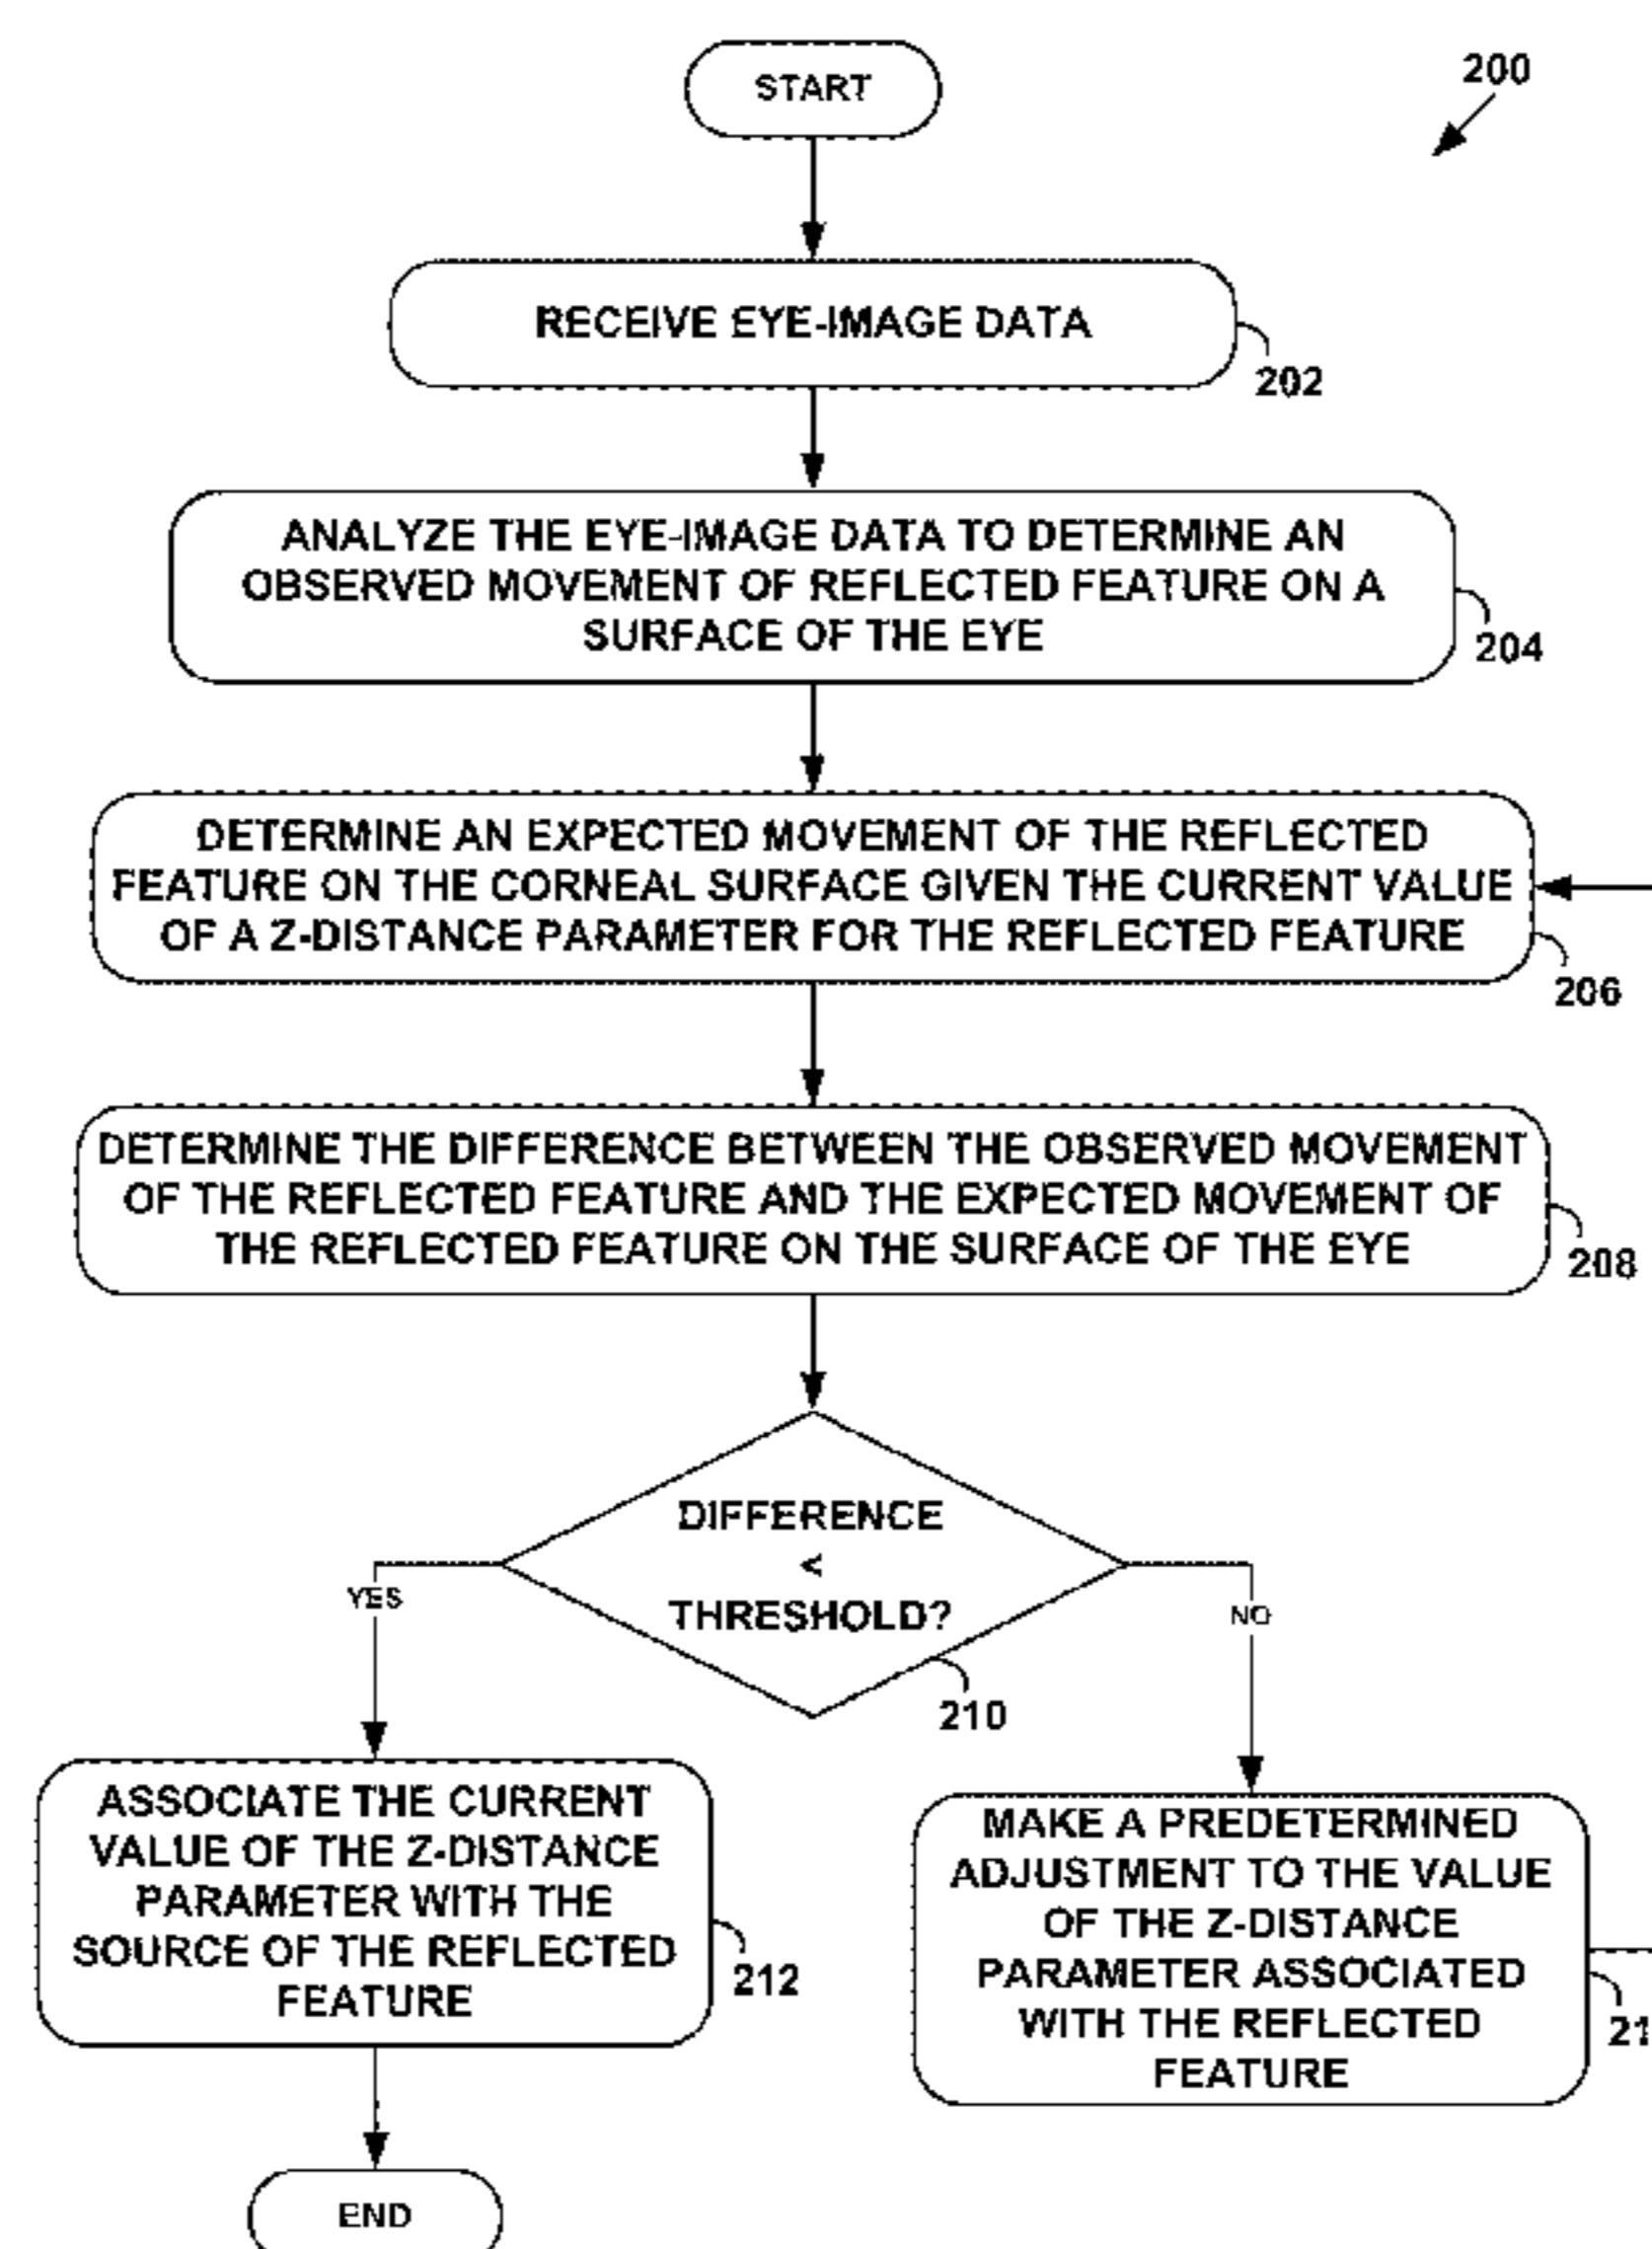 START
200
RECEIVE EYE-IMAGE DATA
202
ANALYZE THE EYE-IMAGE DATA TO DETERMINE AN
OBSERVED MOVEMENT OF REFLECTED FEATURE ON A
SURFACE OF THE EYE
204
DETERMINE AN EXPECTED MOVEMENT OF THE REFLECTED
FEATURE ON THE CORNEAL SURFACE GIVEN THE CURRENT VALUE
OF A Z-DISTANCE PARAMETER FOR THE REFLECTED FEATURE
206
DETERMINE THE DIFFERENCE BETWEEN THE OBSERVED MOVEMENT
OF THE REFLECTED FEATURE AND THE EXPECTED MOVEMENT OF
THE REFLECTED FEATURE ON THE SURFACE OF THE EYE
208
DIFFERENCE
<
THRESHOLD?
YES
NO
210
ASSOCIATE THE CURRENT
VALUE OF THE Z-DISTANCE
PARAMETER WITH THE
SOURCE OF THE REFLECTED
FEATURE
212
MAKE A PREDETERMINED
ADJUSTMENT TO THE VALUE
OF THE Z-DISTANCE
PARAMETER ASSOCIATED
WITH THE REFLECTED
FEATURE
END